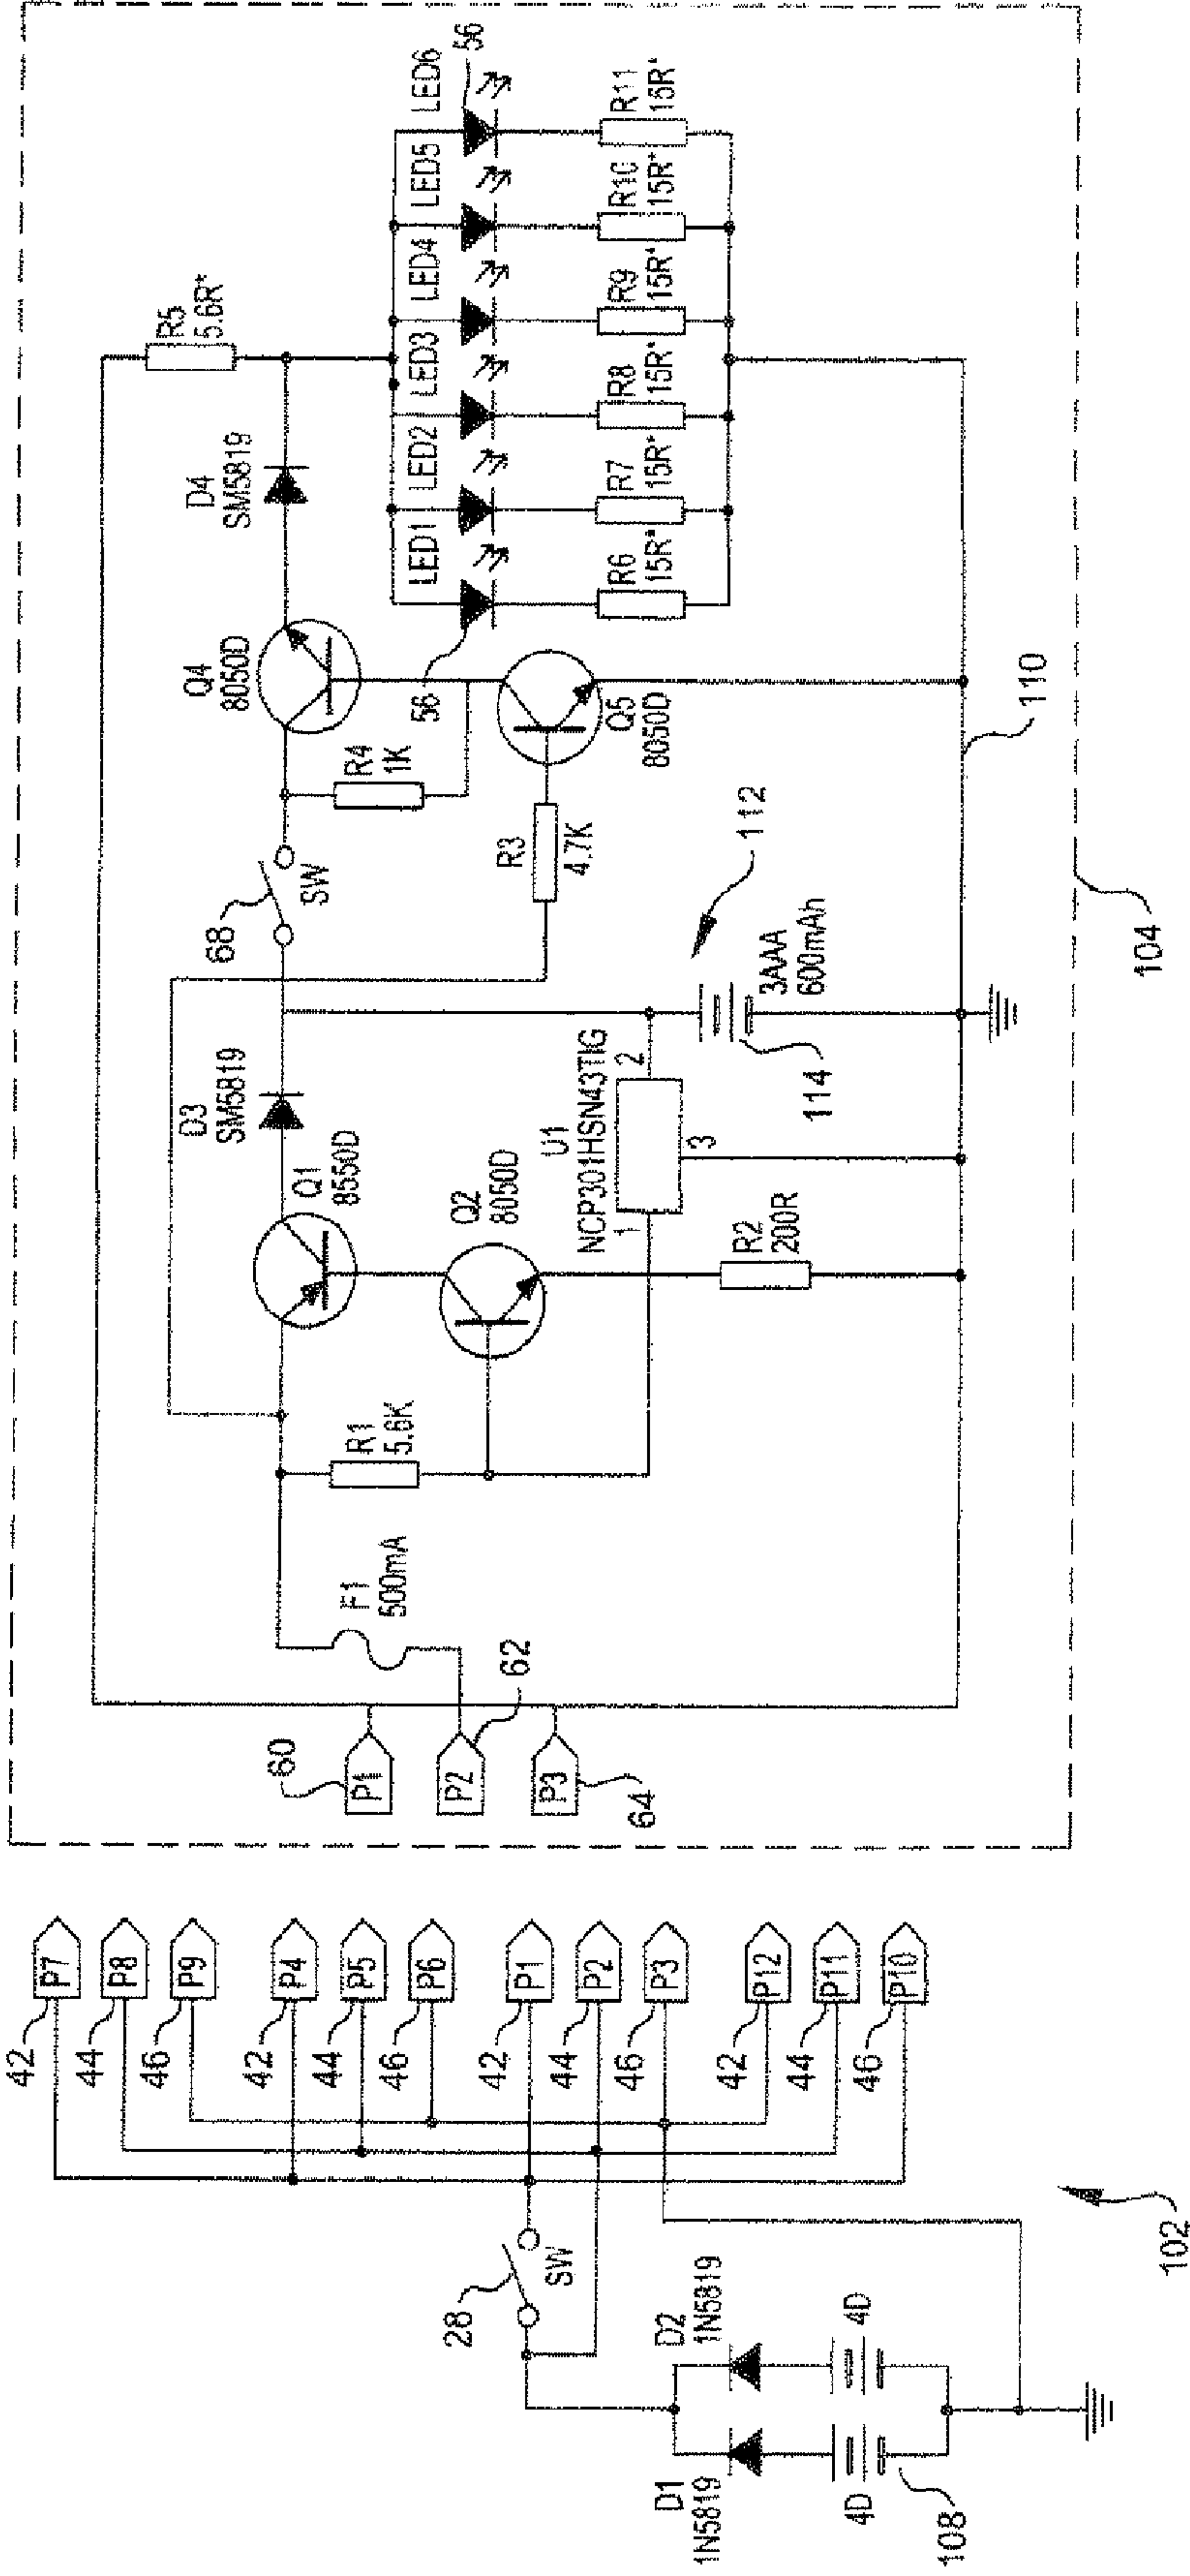 104
R5
5.6R*
D4
SM5819
Q4
8050D
R4
1K
68
SW
D3
SM5819
Q1
8550D
Q2
8050D
R1
5.6K
F1
500mA
60
P1
P2
62
P3
64
LED1
LED2
LED3
LED4
LED5
LED6
56
56
R6
15R*
R7
15R*
R8
15R*
R9
15R*
R10
15R*
R11
Q5
8050D
R3
4.7K
112
3AAA
600mAh
114
U1
NCP301HSN43TIG
1
2
3
R2
200R
110
42
P7
44
P8
46
P9
42
P4
44
P5
46
P6
42
P1
44
P2
46
P3
42
P12
44
P11
46
P10
28
SW
D1
1N5819
D2
1N5819
4D
4D
108
102